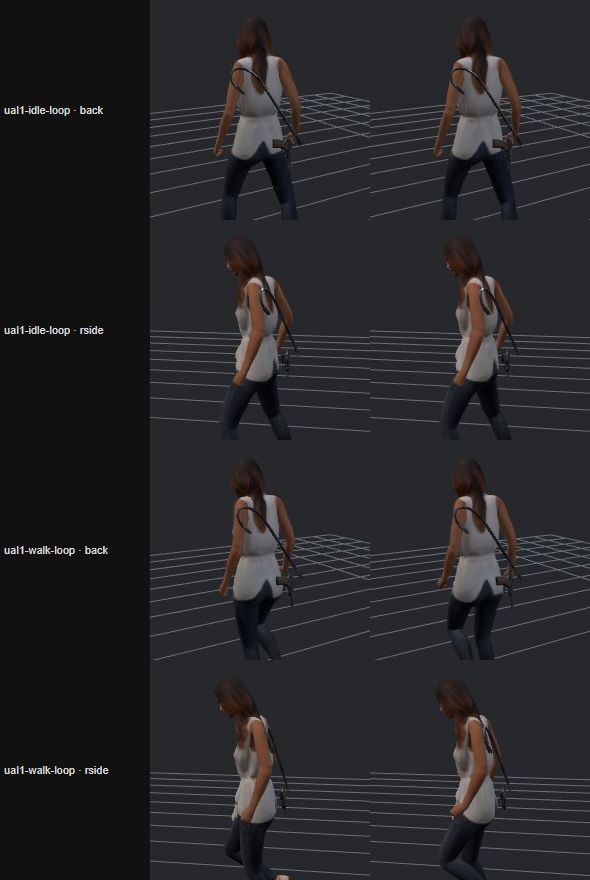 ual1-idle-loop · back
ual1-idle-loop · rside
ual1-walk-loop · back
ual1-walk-loop · rside